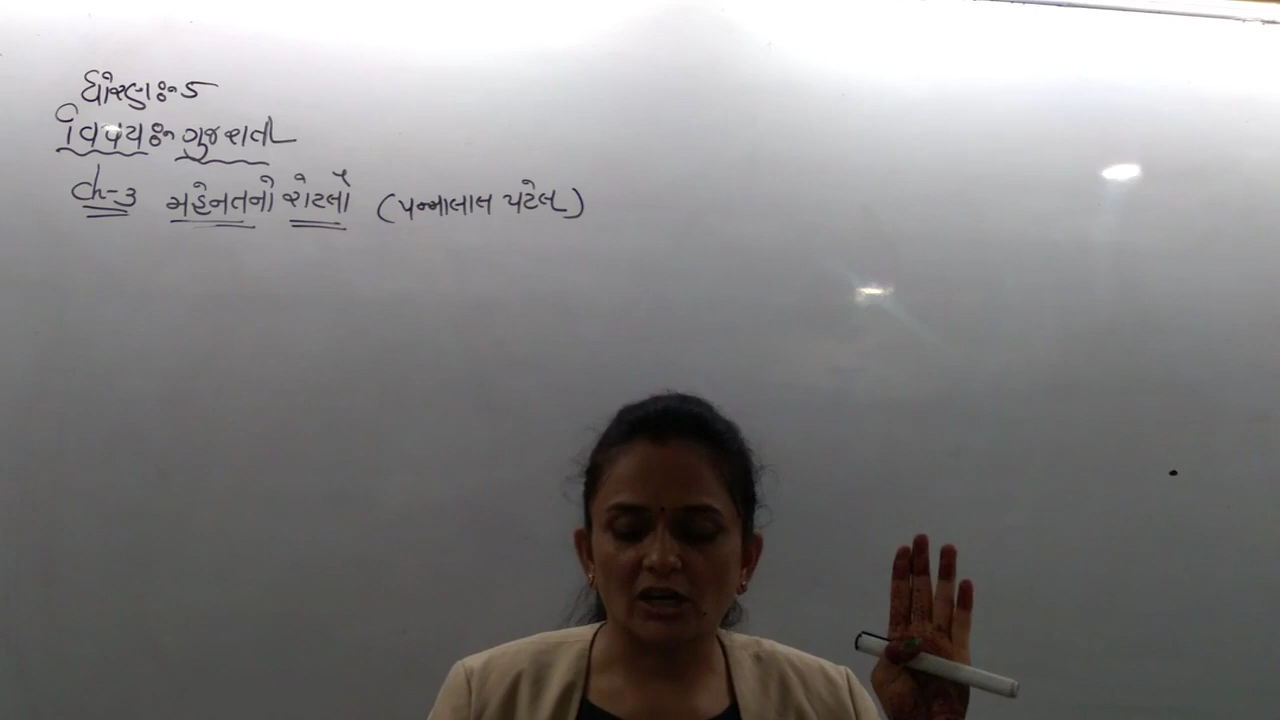 ધોરણઃ- ૫
વિષયઃ- ગુજરાતી
ch-3 મહેનતનો રોટલો (પન્નાલાલ પટેલ)